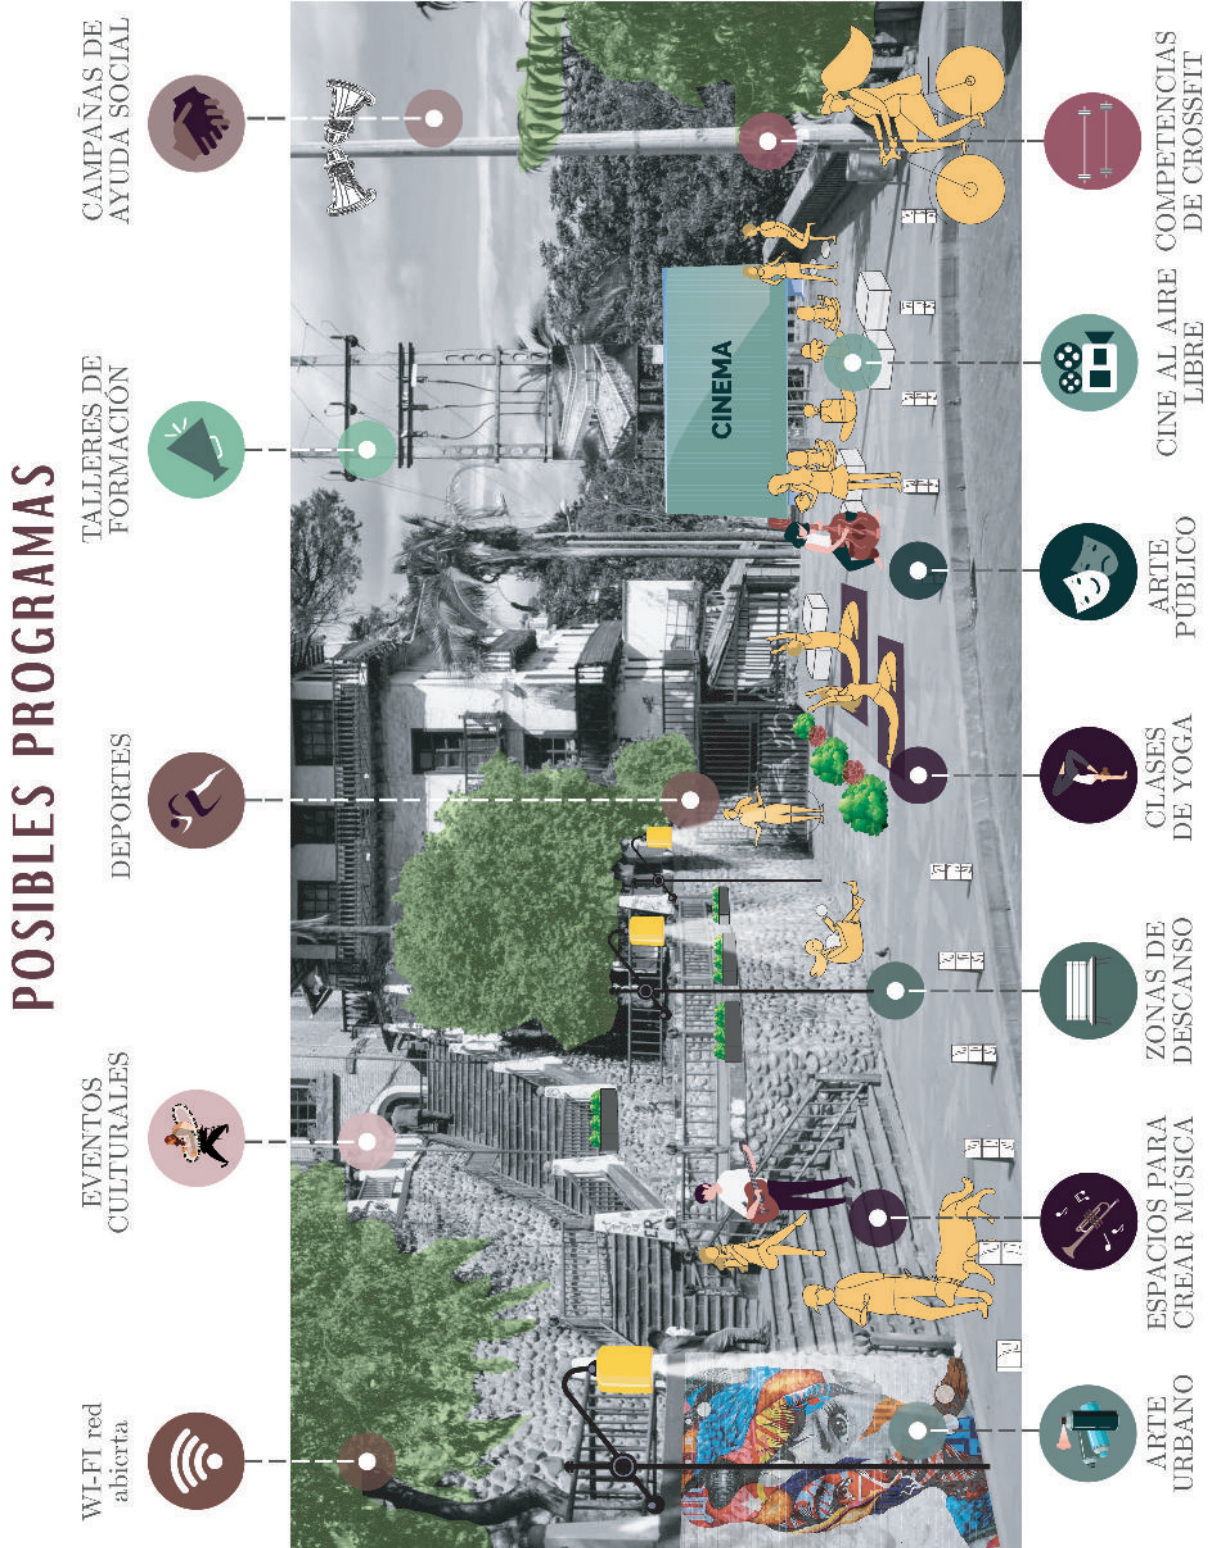 POSIBLES PROGRAMAS
WI-FI red
abierta
EVENTOS
CULTURALES
DEPORTES
TALLERES DE
FORMACIÓN
CAMPAÑAS DE
AYUDA SOCIAL
CINEMA
ARTE
URBANO
ESPACIOS PARA
CREAR MÚSICA
ZONAS DE
DESCANSO
CLASES
DE YOGA
ÁRTE
PÚBLICO
CINE AL AIRE
LIBRE
COMPETENCIAS
DE CROSSFIT